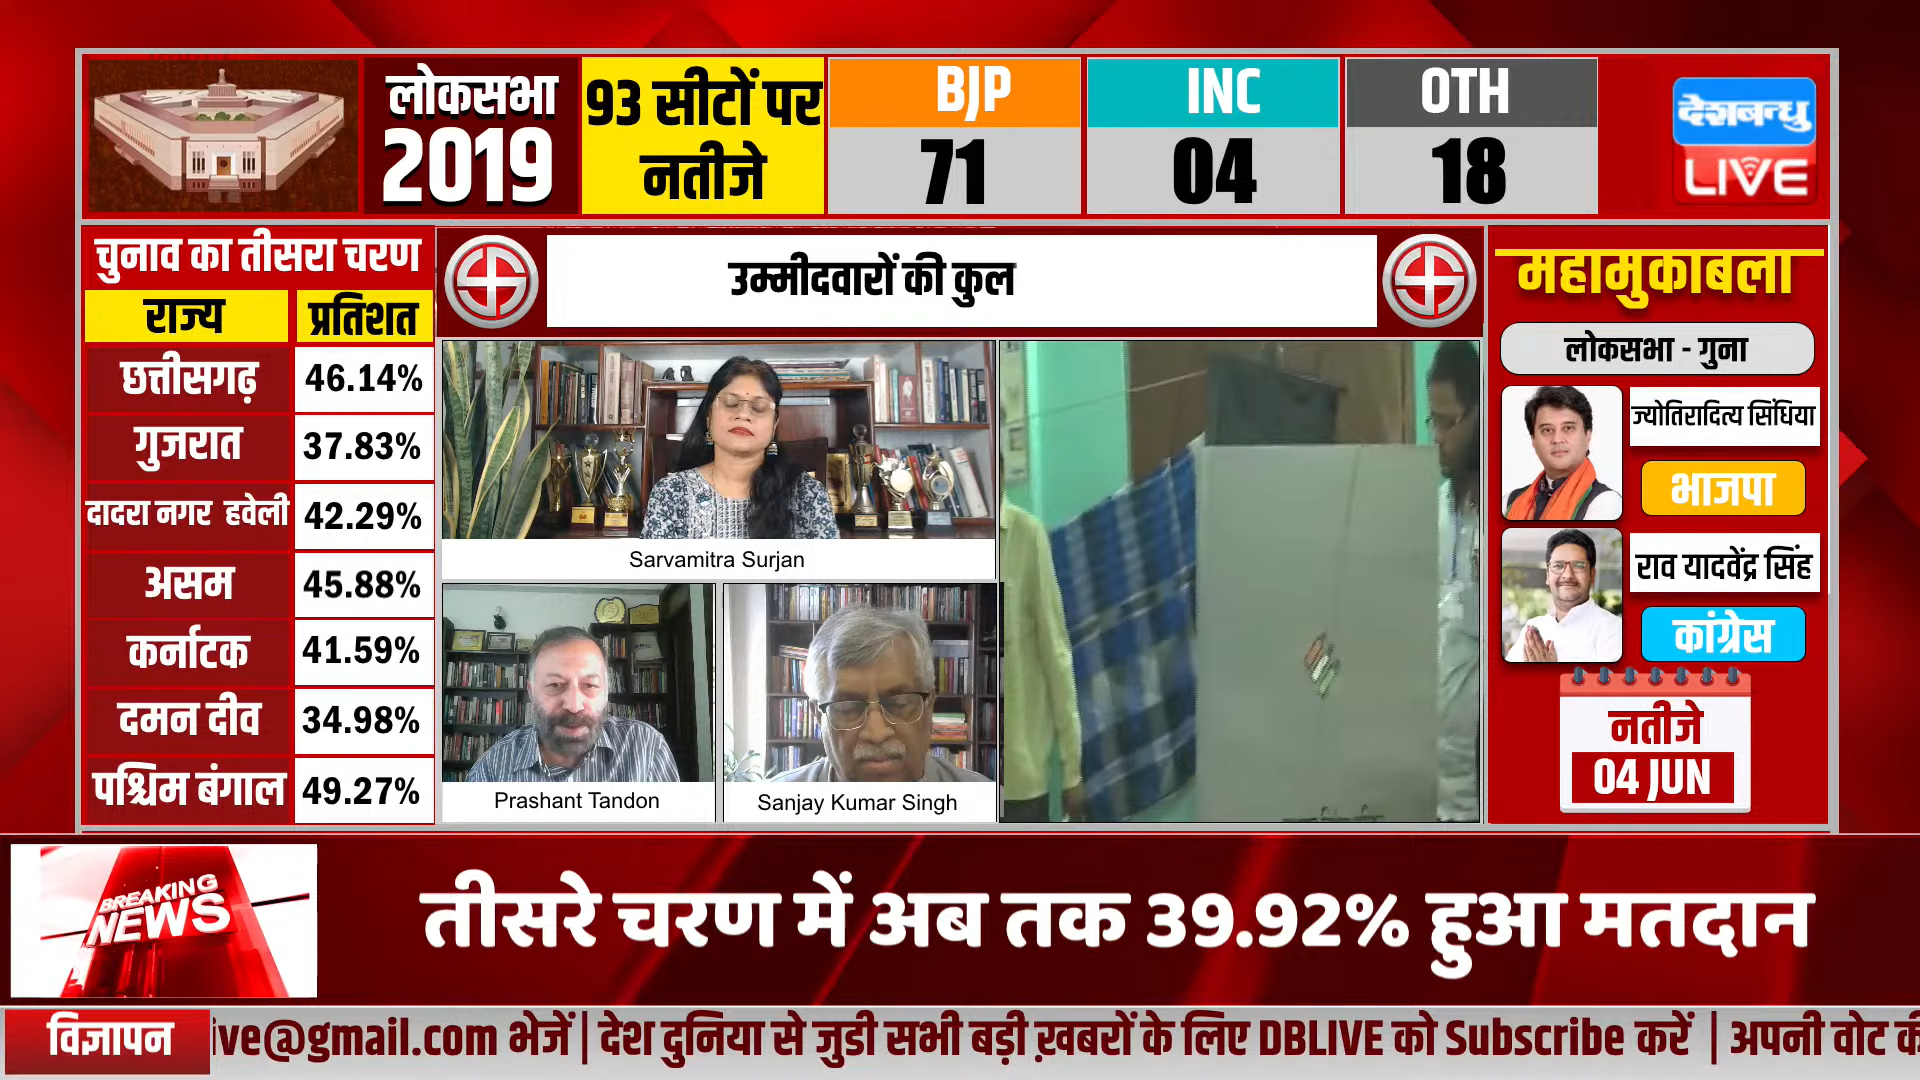 लोकसभा
2019
93 सीटों पर
नतीजे
BJP
71
INC
04
OTH
18
देशबन्धु
LIVE
चुनाव का तीसरा चरण
राज्य प्रतिशत
छत्तीसगढ़ 46.14%
गुजरात 37.83%
दादरा नगर हवेली 42.29%
असम 45.88%
कर्नाटक 41.59%
दमन दीव 34.98%
पश्चिम बंगाल 49.27%
उम्मीदवारों की कुल
Sarvamitra Surjan
Prashant Tandon
Sanjay Kumar Singh
महामुकाबला
लोकसभा - गुना
ज्योतिरादित्य सिंधिया
भाजपा
राव यादवेंद्र सिंह
कांग्रेस
नतीजे
04 JUN
BREAKING
NEWS
तीसरे चरण में अब तक 39.92% हुआ मतदान
विज्ञापन
ive@gmail.com भेजें | देश दुनिया से जुडी सभी बड़ी ख़बरों के लिए DBLIVE को Subscribe करें | अपनी वोट की